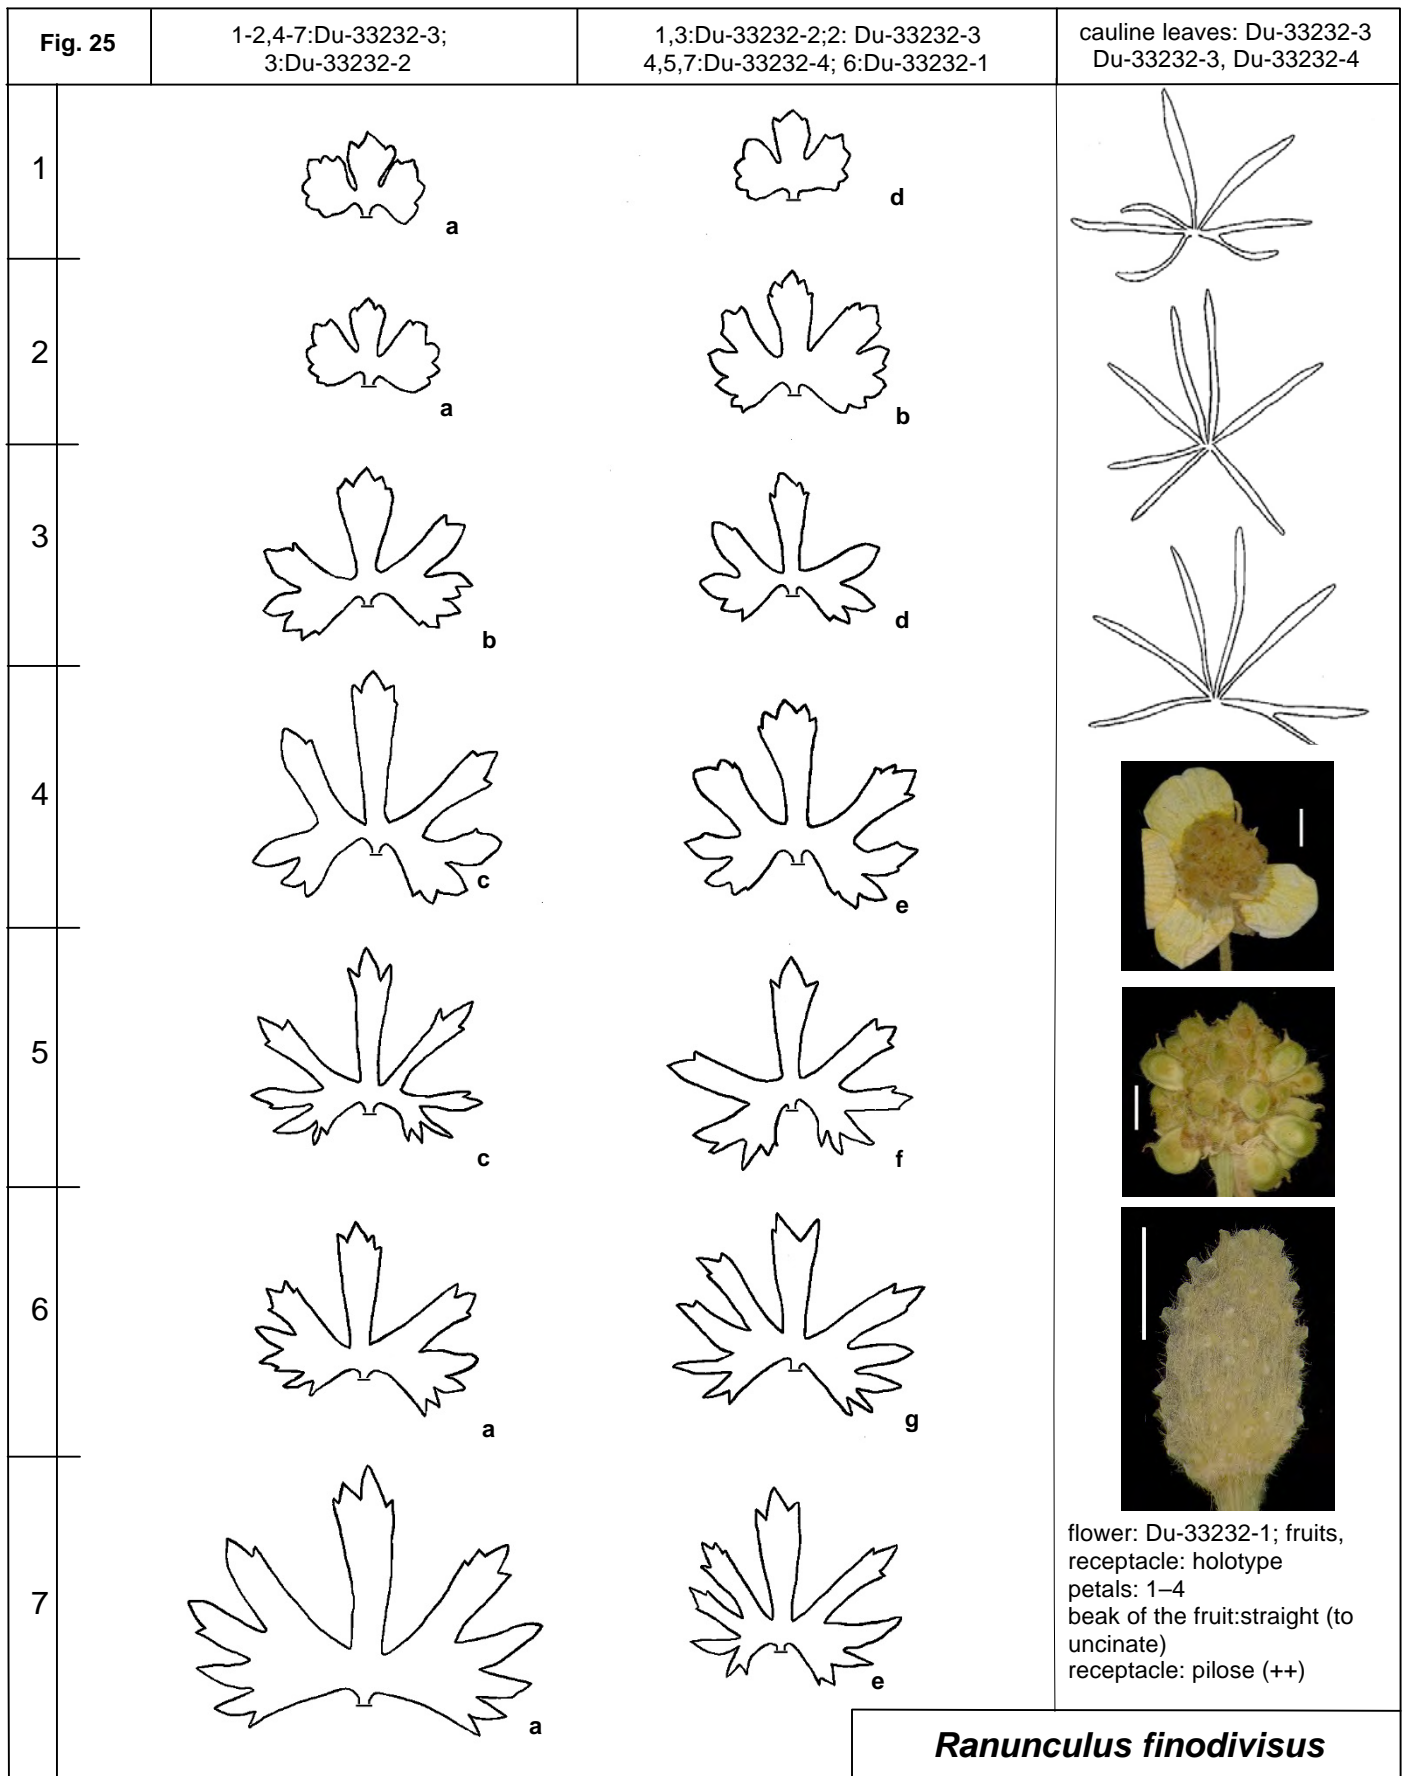 Fig. 25
1-2,4-7:Du-33232-3;
3:Du-33232-2
1,3:Du-33232-2;2: Du-33232-3
4,5,7:Du-33232-4; 6:Du-33232-1
cauline leaves: Du-33232-3
Du-33232-3, Du-33232-4
1
a
d
2
a
b
3
b
d
4
c
e
5
c
f
6
a
g
7
a
e
flower: Du-33232-1; fruits,
receptacle: holotype
petals: 1–4
beak of the fruit:straight (to
uncinate)
receptacle: pilose (++)
Ranunculus finodivisus